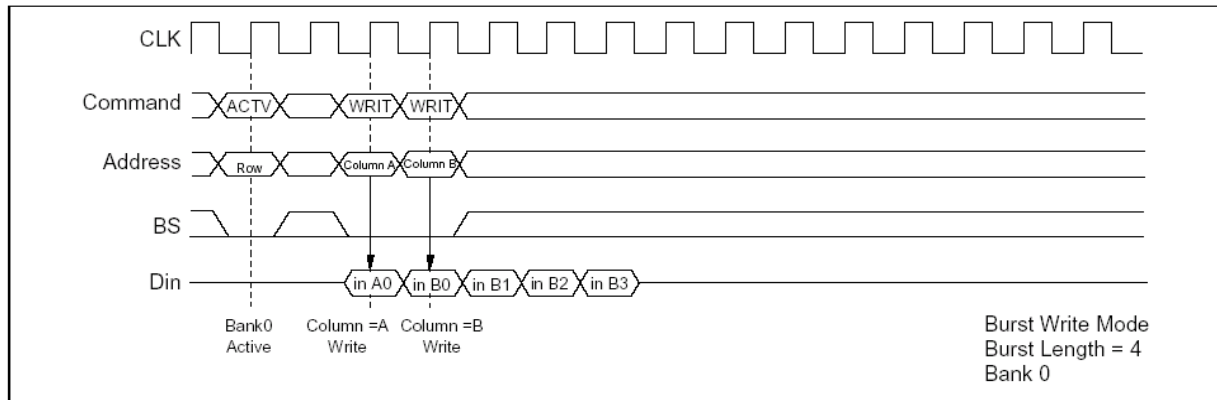 CLK
Command ACTV WRIT WRIT
Address Row Column A Column B
BS
Din in A0 in B0 in B1 in B2 in B3
Bank0 Column =A Column =B
Active Write Write
Burst Write Mode
Burst Length = 4
Bank 0